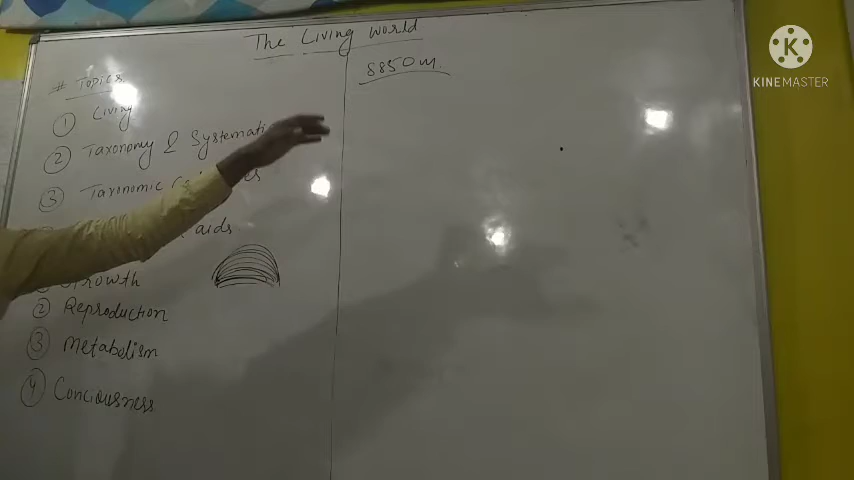 The Living World
# Topics
① Living
② Taxonomy & Systemati
③ Taxonomic
aids
Growth
② Reproduction
③ Metabolism
④ Conciousness
8850m.
KINEMASTER